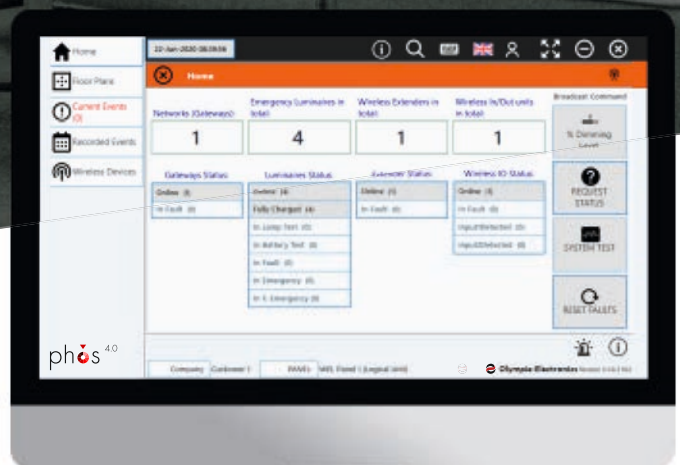 Home
Floor Plans
Current Events
(0)
Recorded Events
Wireless Devices
22-Jun-2020
Home
Networks (Gateways)
1
Emergency Luminaires in
total
4
Wireless Extenders in
total
1
Wireless In/Out units
in total
1
Gateways Status
Online (1)
In Fault (0)
Luminaires Status
Online (4)
Fully Charged (4)
In Lamp Test (0)
In Battery Test (0)
In Fault (0)
In Emergency (0)
In E.Emergency (0)
Extender Status
Online (1)
In Fault (0)
Wireless IO Status
Online (1)
In Fault (0)
Input1Detected (0)
Input2Detected (0)
Broadcast Command
% Dimming
Level
REQUEST
STATUS
SYSTEM TEST
RESET FAULTS
phos 4.0
Company Customer 1
PANEL
Olympia Electronics